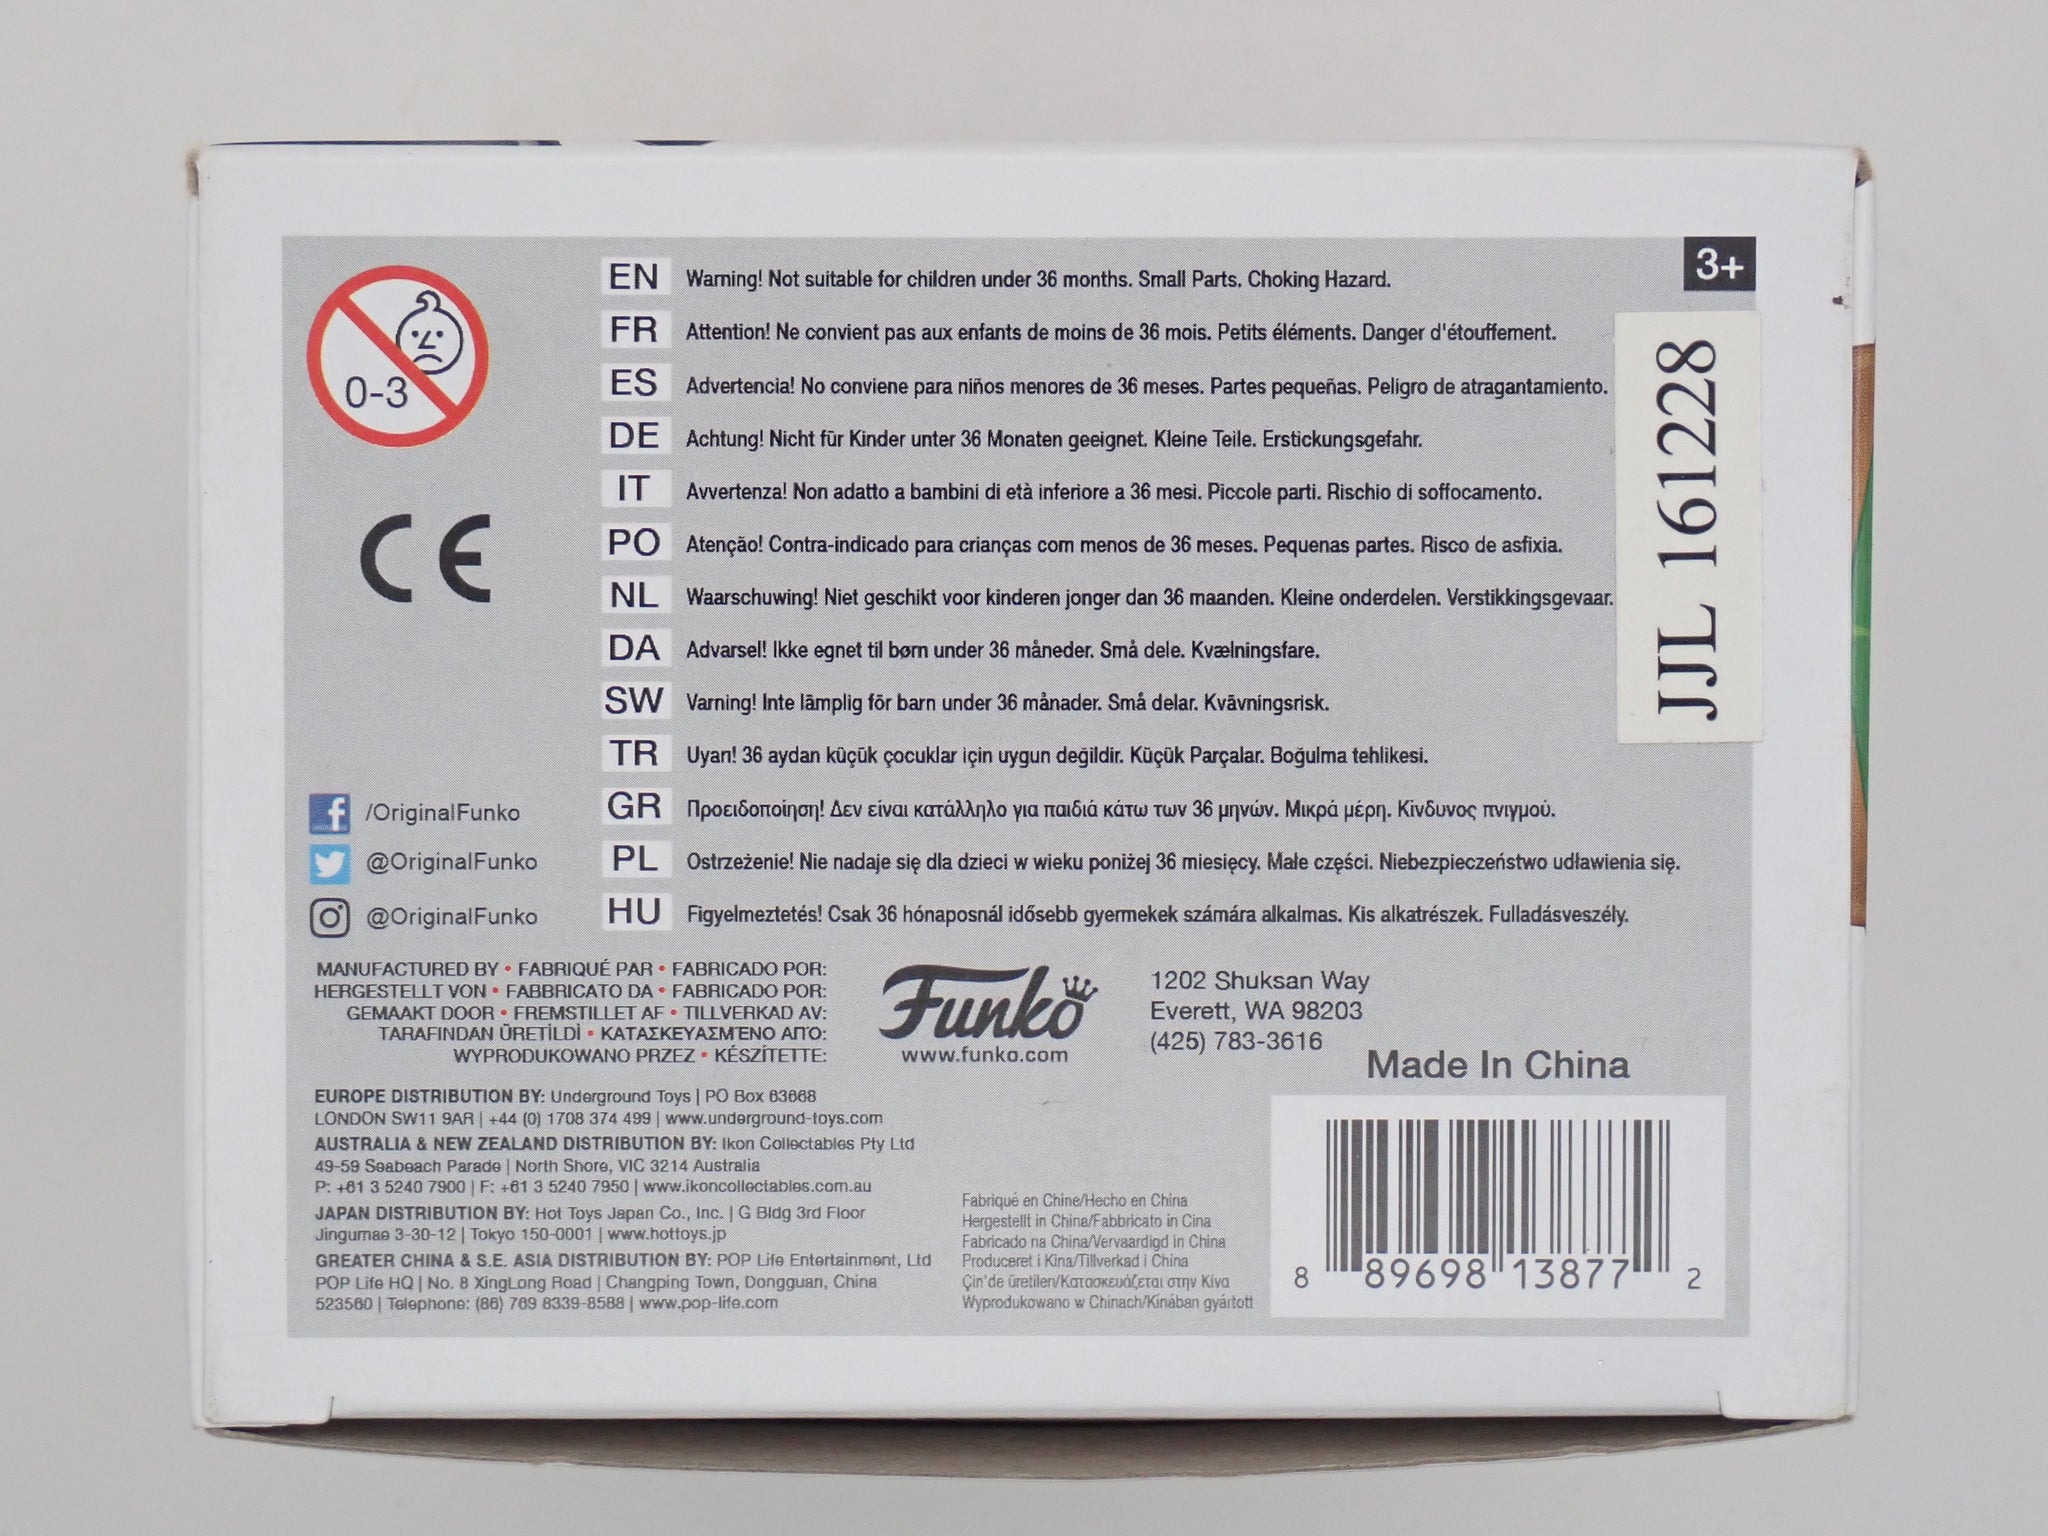 3+
0-3
EN Warning! Not suitable for children under 36 months. Small Parts. Choking Hazard.
FR Attention! Ne convient pas aux enfants de moins de 36 mois. Petits éléments. Danger d'étouffement.
ES Advertencia! No conviene para niños menores de 36 meses. Partes pequeñas. Peligro de atragantamiento.
DE Achtung! Nicht für Kinder unter 36 Monaten geeignet. Kleine Teile. Erstickungsgefahr.
IT Avvertenza! Non adatto a bambini di età inferiore a 36 mesi. Piccole parti. Rischio di soffocamento.
PO Atenção! Contra-indicado para crianças com menos de 36 meses. Pequenas partes. Risco de asfixia.
NL Waarschuwing! Niet geschikt voor kinderen jonger dan 36 maanden. Kleine onderdelen. Verstikkingsgevaar.
DA Advarsel! Ikke egnet til børn under 36 måneder. Små dele. Kvælningsfare.
SW Varning! Inte lämplig för barn under 36 månader. Små delar. Kvävningsrisk.
TR Uyarı! 36 aydan küçük çocuklar için uygun değildir. Küçük Parçalar. Boğulma tehlikesi.
GR Προειδοποίηση! Δεν είναι κατάλληλο για παιδιά κάτω των 36 μηνών. Μικρά μέρη. Κίνδυνος πνιγμού.
PL Ostrzeżenie! Nie nadaje się dla dzieci w wieku poniżej 36 miesięcy. Małe części. Niebezpieczeństwo udławienia się.
HU Figyelmeztetés! Csak 36 hónaposnál idősebb gyermekek számára alkalmas. Kis alkatrészek. Fulladásveszély.
JJL 161228
CE
/OriginalFunko
@OriginalFunko
@OriginalFunko
MANUFACTURED BY • FABRIQUÉ PAR • FABRICADO POR:
HERGESTELLT VON • FABBRICATO DA • FABRICADO POR:
GEMAAKT DOOR • FREMSTILLET AF • TILLVERKAD AV:
TARAFINDAN ÜRETİLDİ • ΚΑΤΑΣΚΕΥΑΣΜΈΝΟ ΑΠΌ:
WYPRODUKOWANO PRZEZ • KÉSZÍTETTE:
Funko
www.funko.com
1202 Shuksan Way
Everett, WA 98203
(425) 783-3616
Made In China
EUROPE DISTRIBUTION BY: Underground Toys | PO Box 63668
LONDON SW11 9AR | +44 (0) 1708 374 499 | www.underground-toys.com
AUSTRALIA & NEW ZEALAND DISTRIBUTION BY: Ikon Collectables Pty Ltd
49-59 Seabeach Parade | North Shore, VIC 3214 Australia
P: +61 3 5240 7900 | F: +61 3 5240 7950 | www.ikoncollectables.com.au
JAPAN DISTRIBUTION BY: Hot Toys Japan Co., Inc. | G Bldg 3rd Floor
Jingumae 3-30-12 | Tokyo 150-0001 | www.hottoys.jp
GREATER CHINA & S.E. ASIA DISTRIBUTION BY: POP Life Entertainment, Ltd
POP Life HQ | No. 8 XingLong Road | Changping Town, Dongguan, China
523560 | Telephone: (86) 769 8339-8588 | www.pop-life.com
Fabriqué en Chine/Hecho en China
Hergestellt in China/Fabbricato in Cina
Fabricado na China/Vervaardigd in China
Produceret i Kina/Tillverkad i China
Çin'de üretilen/Κατασκευάζεται στην Κίνα
Wyprodukowano w Chinach/Kínában gyártott
8 89698 13877 2